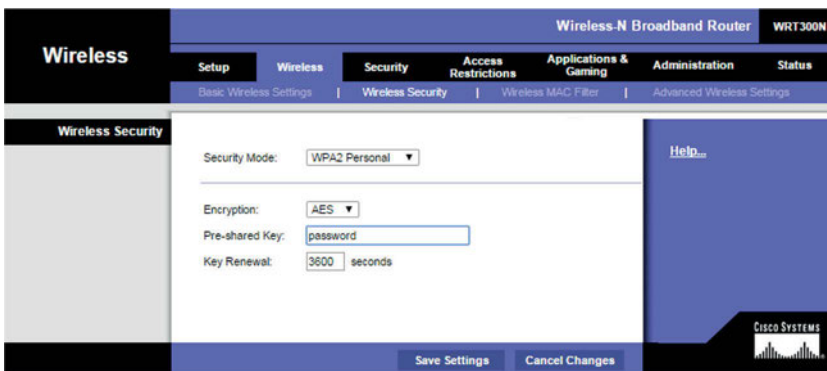 Wireless-N Broadband Router WRT300N
Wireless
Setup Wireless Security Access Restrictions Applications & Gaming Administration Status
Basic Wireless Settings | Wireless Security | Wireless MAC Filter | Advanced Wireless Settings
Wireless Security
Help...
Security Mode: WPA2 Personal
Encryption: AES
Pre-shared Key: password
Key Renewal: 3600 seconds
CISCO SYSTEMS
Save Settings Cancel Changes